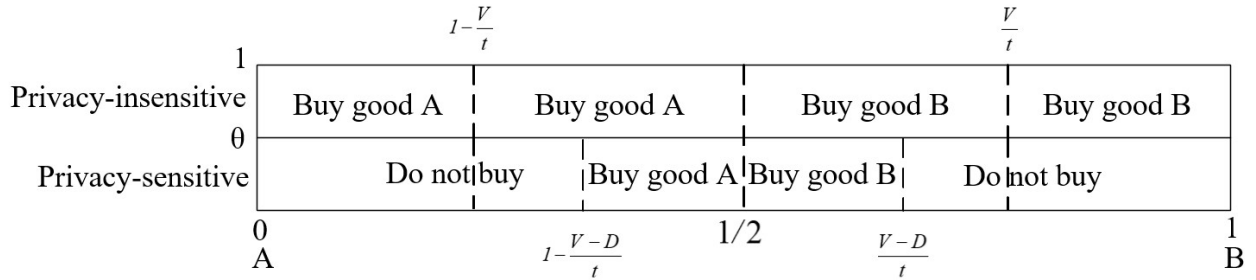 1-V/t V/t
1
Privacy-insensitive Buy good A Buy good A Buy good B Buy good B
θ
Privacy-sensitive Do not buy Buy good A Buy good B Do not buy
0 1/2 1
A 1-V-D/t V-D/t B